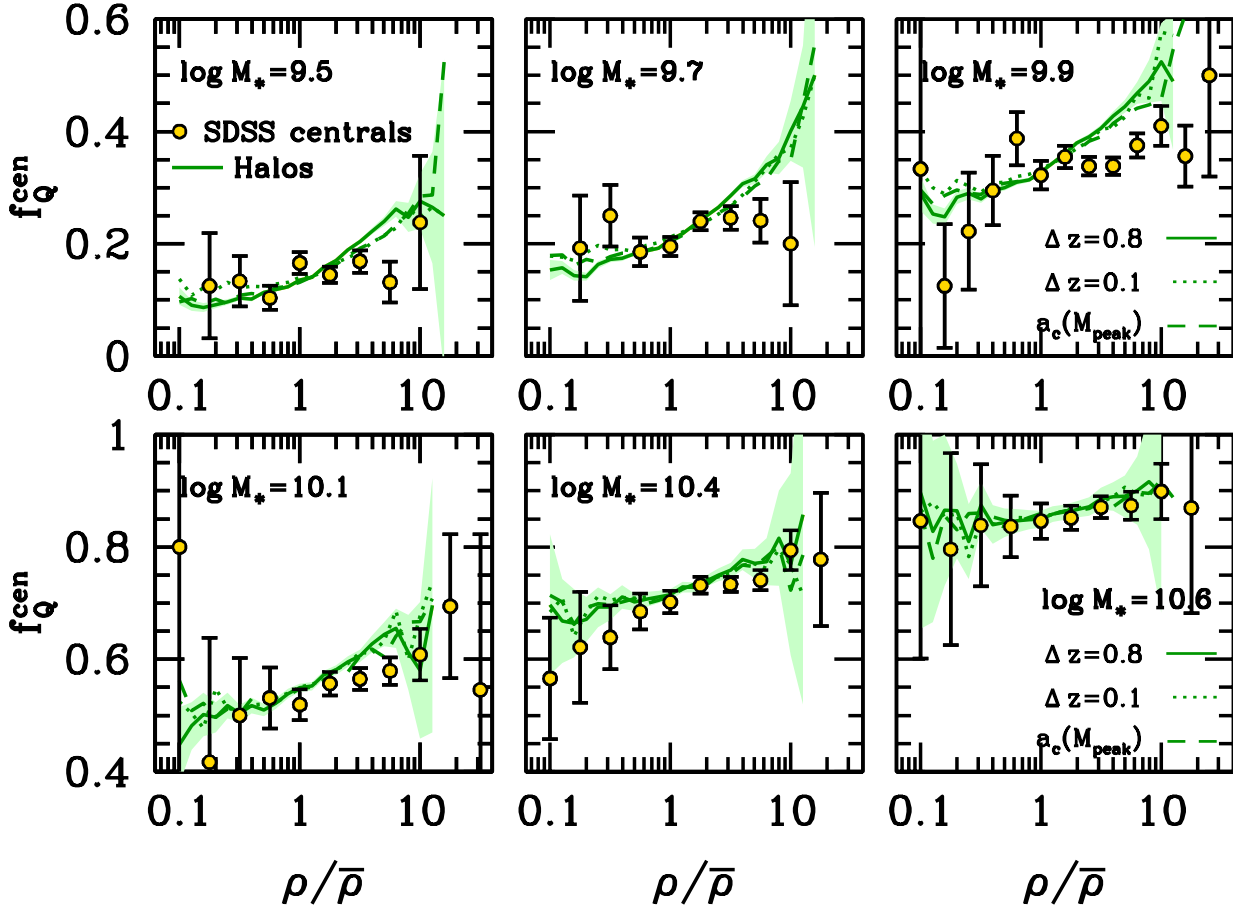 0.6
log M* = 9.5
log M* = 9.7
log M* = 9.9
SDSS centrals
Halos
0.4
f_Q^cen
0.2
0
Δ z=0.8
Δ z=0.1
a_c(M_peak)
0.1 1 10
0.1 1 10
0.1 1 10
1
log M* = 10.1
log M* = 10.4
0.8
f_Q^cen
0.6
0.4
log M* = 10.6
Δ z=0.8
Δ z=0.1
a_c(M_peak)
0.1 1 10
0.1 1 10
0.1 1 10
ρ/ρ̅
ρ/ρ̅
ρ/ρ̅